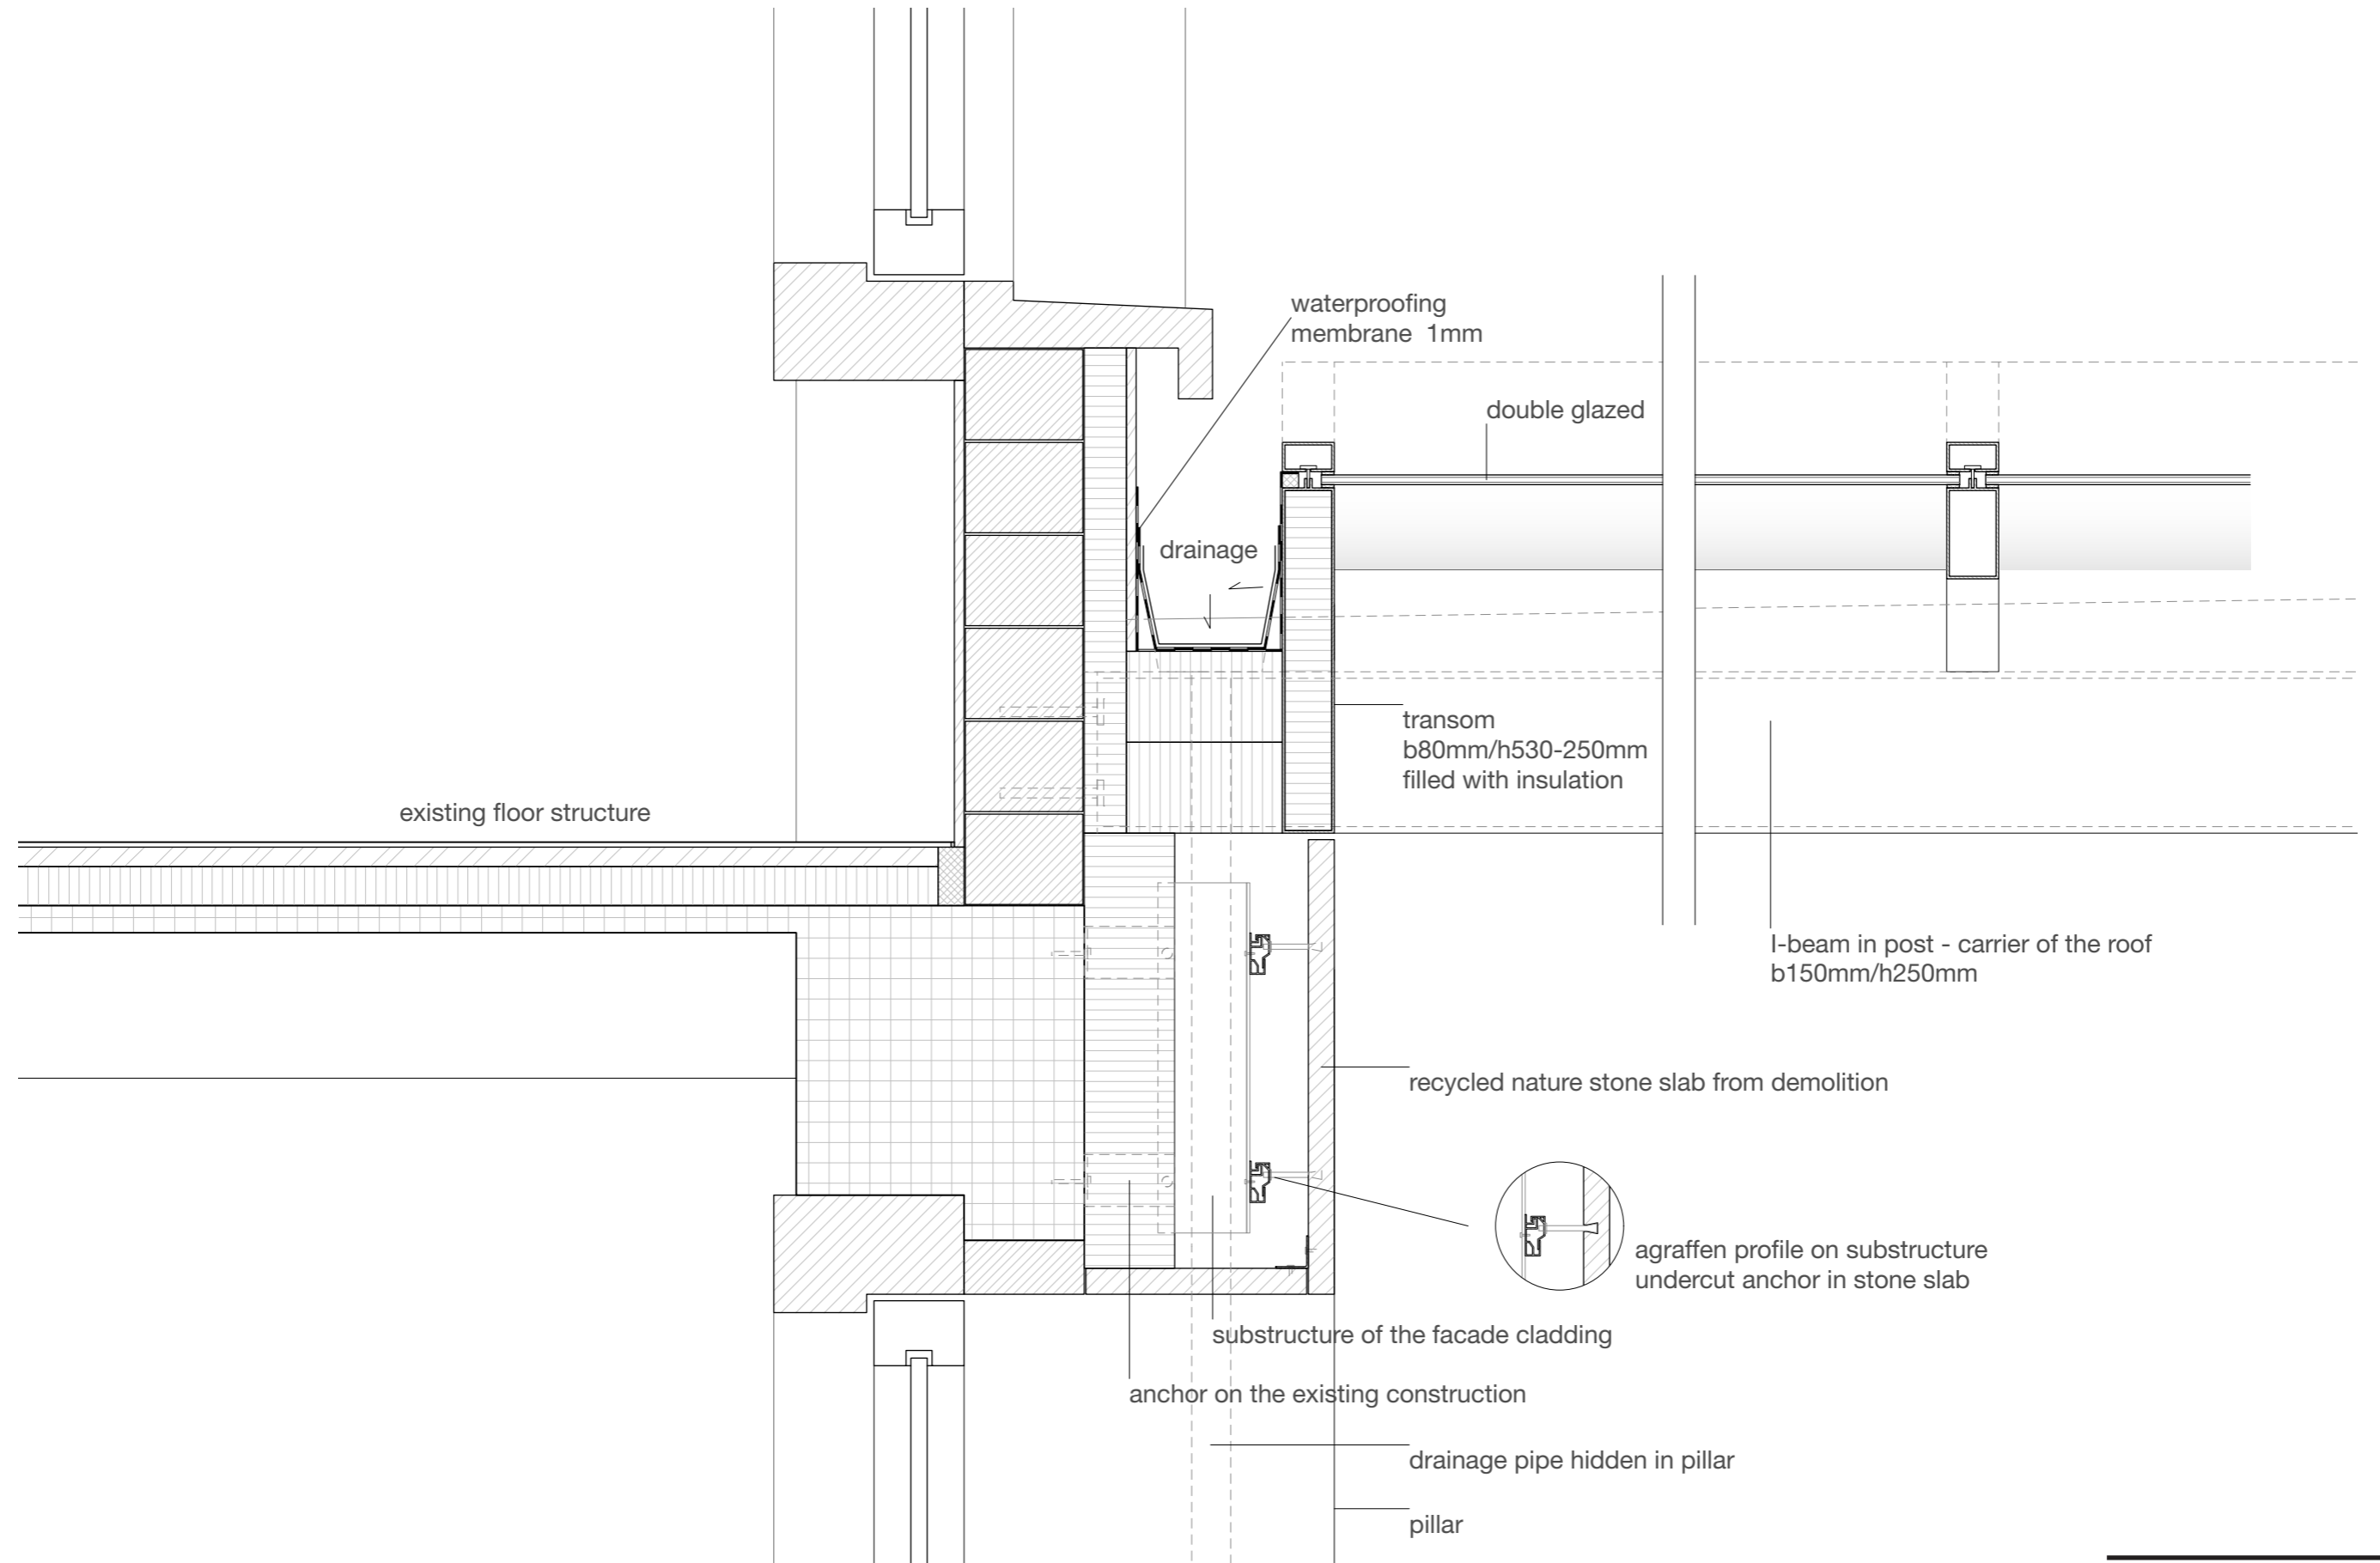 waterproofing
membrane 1mm
double glazed
drainage
transom
b80mm/h530-250mm
filled with insulation
existing floor structure
I-beam in post - carrier of the roof
b150mm/h250mm
recycled nature stone slab from demolition
agraffen profile on substructure
undercut anchor in stone slab
substructure of the facade cladding
anchor on the existing construction
drainage pipe hidden in pillar
pillar